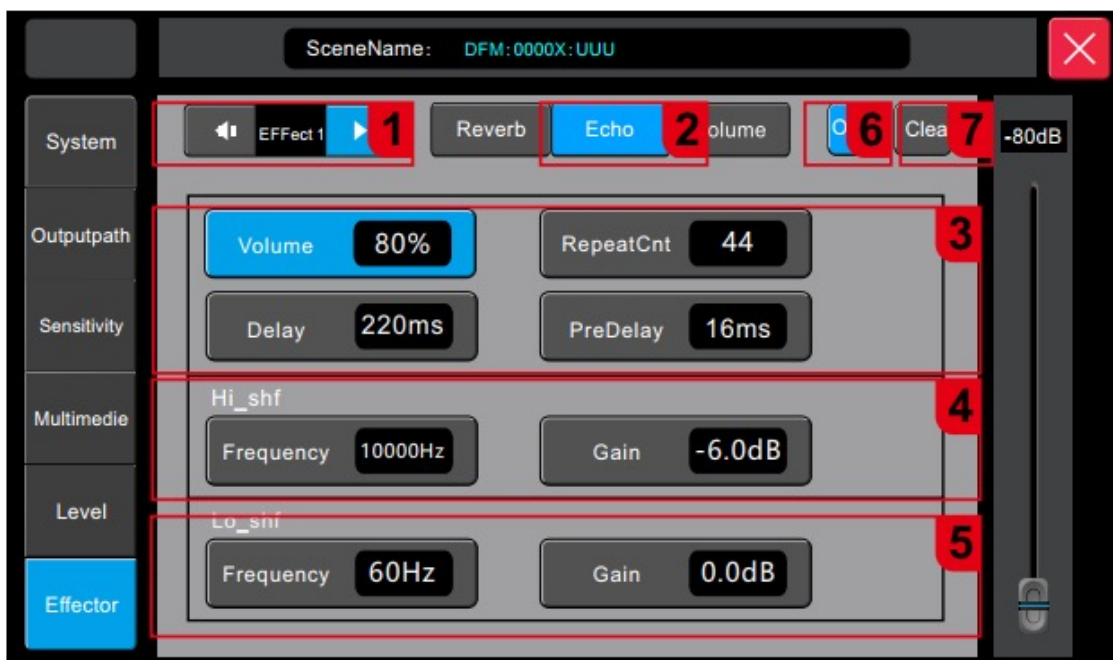 SceneName: DFM:0000X:UUU
System
Outputpath
Sensitivity
Multimedie
Level
Effector
EFFect 1
1
Reverb
Echo
2
olume
O
6
Clea
7
-80dB
Volume 80%
RepeatCnt 44
3
Delay 220ms
PreDelay 16ms
Hi_shf
4
Frequency 10000Hz
Gain -6.0dB
Lo_shf
5
Frequency 60Hz
Gain 0.0dB